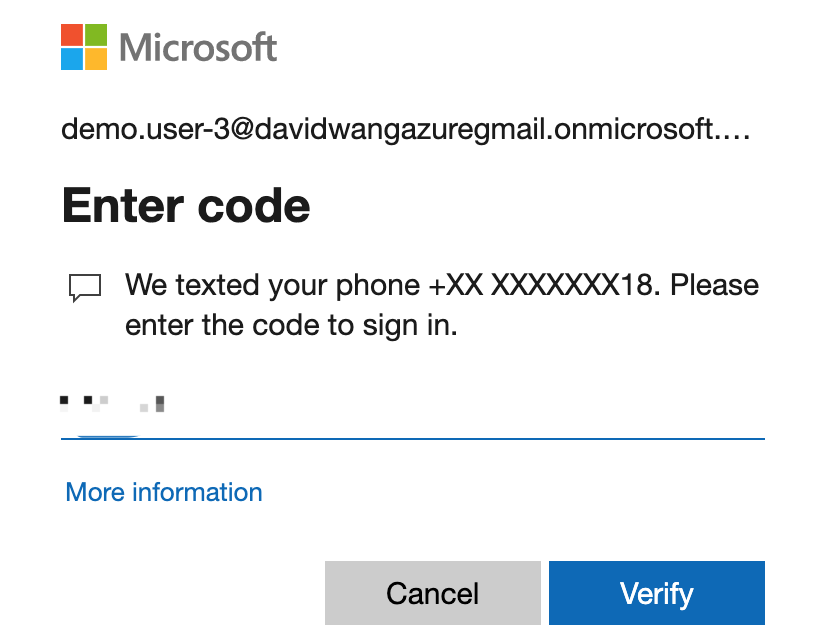 Microsoft
demo.user-3@davidwangazuregmail.onmicrosoft....
Enter code
We texted your phone +XX XXXXXXX18. Please
enter the code to sign in.
More information
Cancel
Verify